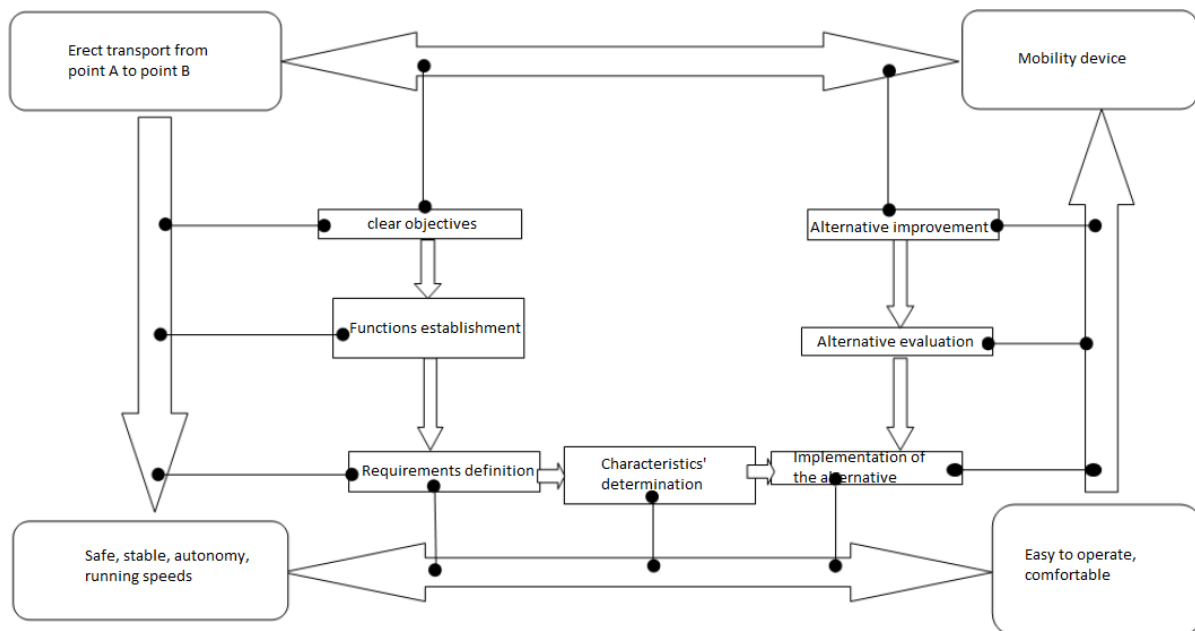 Erect transport from
point A to point B
Mobility device
clear objectives
Alternative improvement
Functions establishment
Alternative evaluation
Requirements definition
Characteristics'
determination
Implementation of
the alternative
Safe, stable, autonomy,
running speeds
Easy to operate,
comfortable